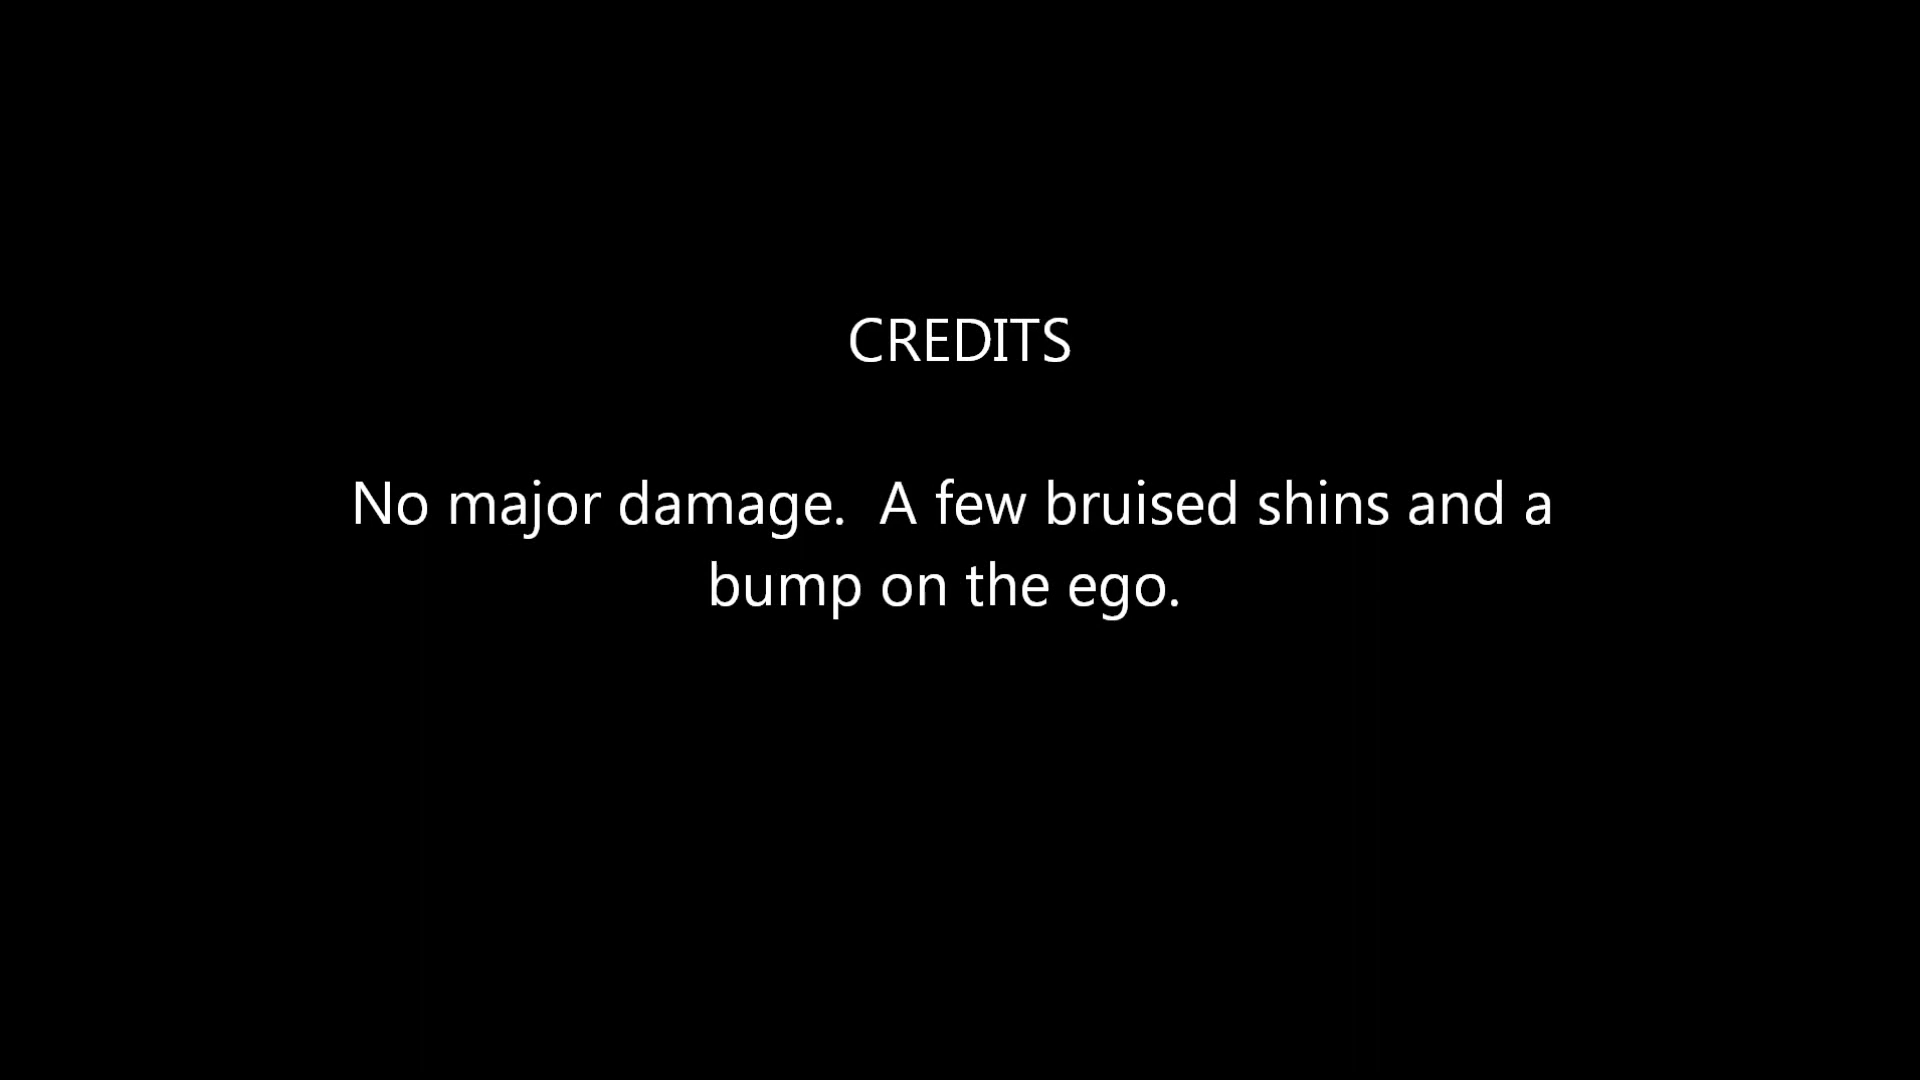 CREDITS
No major damage.  A few bruised shins and a
bump on the ego.